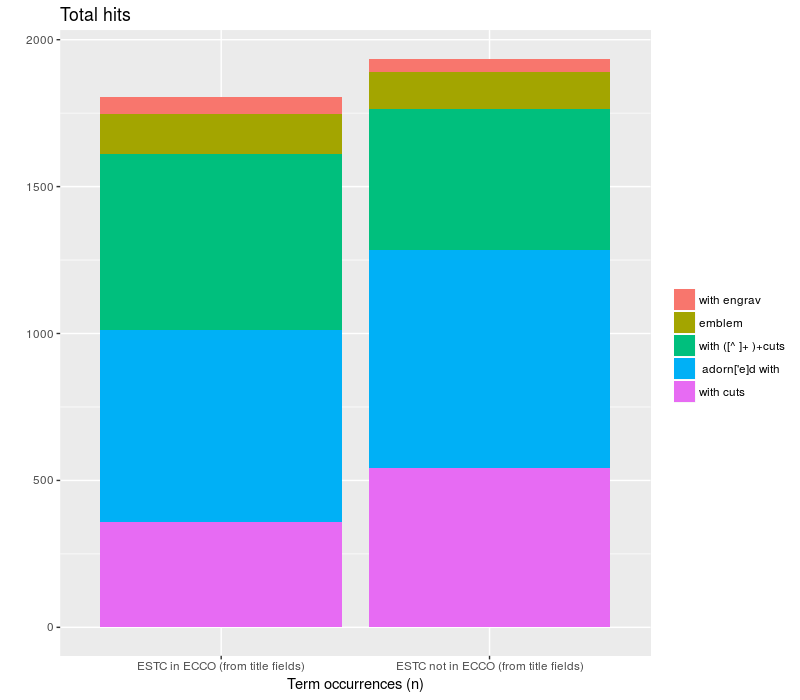 Total hits
2000
1500
1000
500
0
ESTC in ECCO (from title fields)
ESTC not in ECCO (from title fields)
Term occurrences (n)
with engrav
emblem
with ([^ ]+ )+cuts
adorn['e]d with
with cuts